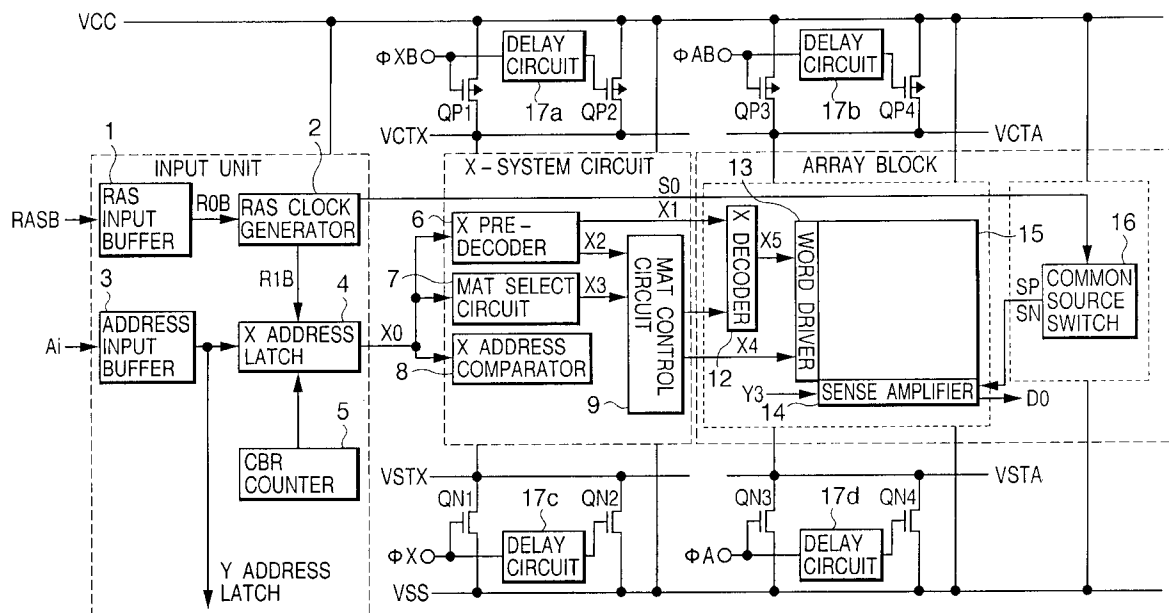 VCC
ΦXB
DELAY
CIRCUIT
QP1
17a
QP2
ΦAB
DELAY
CIRCUIT
QP3
17b
QP4
VCTX
VCTA
INPUT UNIT
X-SYSTEM CIRCUIT
ARRAY BLOCK
1
RAS
INPUT
BUFFER
RASB
R0B
2
RAS CLOCK
GENERATOR
S0
R1B
3
ADDRESS
INPUT
BUFFER
Ai
4
X ADDRESS
LATCH
X0
5
CBR
COUNTER
Y ADDRESS
LATCH
6
X PRE-
DECODER
X1
X2
7
MAT SELECT
CIRCUIT
X3
8
X ADDRESS
COMPARATOR
9
MAT CONTROL
CIRCUIT
12
X DECODER
X4
X5
13
WORD DRIVER
15
Y3
14
SENSE AMPLIFIER
D0
16
COMMON
SOURCE
SWITCH
SP
SN
VSTX
VSTA
QN1
17c
QN2
ΦX
DELAY
CIRCUIT
QN3
17d
QN4
ΦA
DELAY
CIRCUIT
VSS